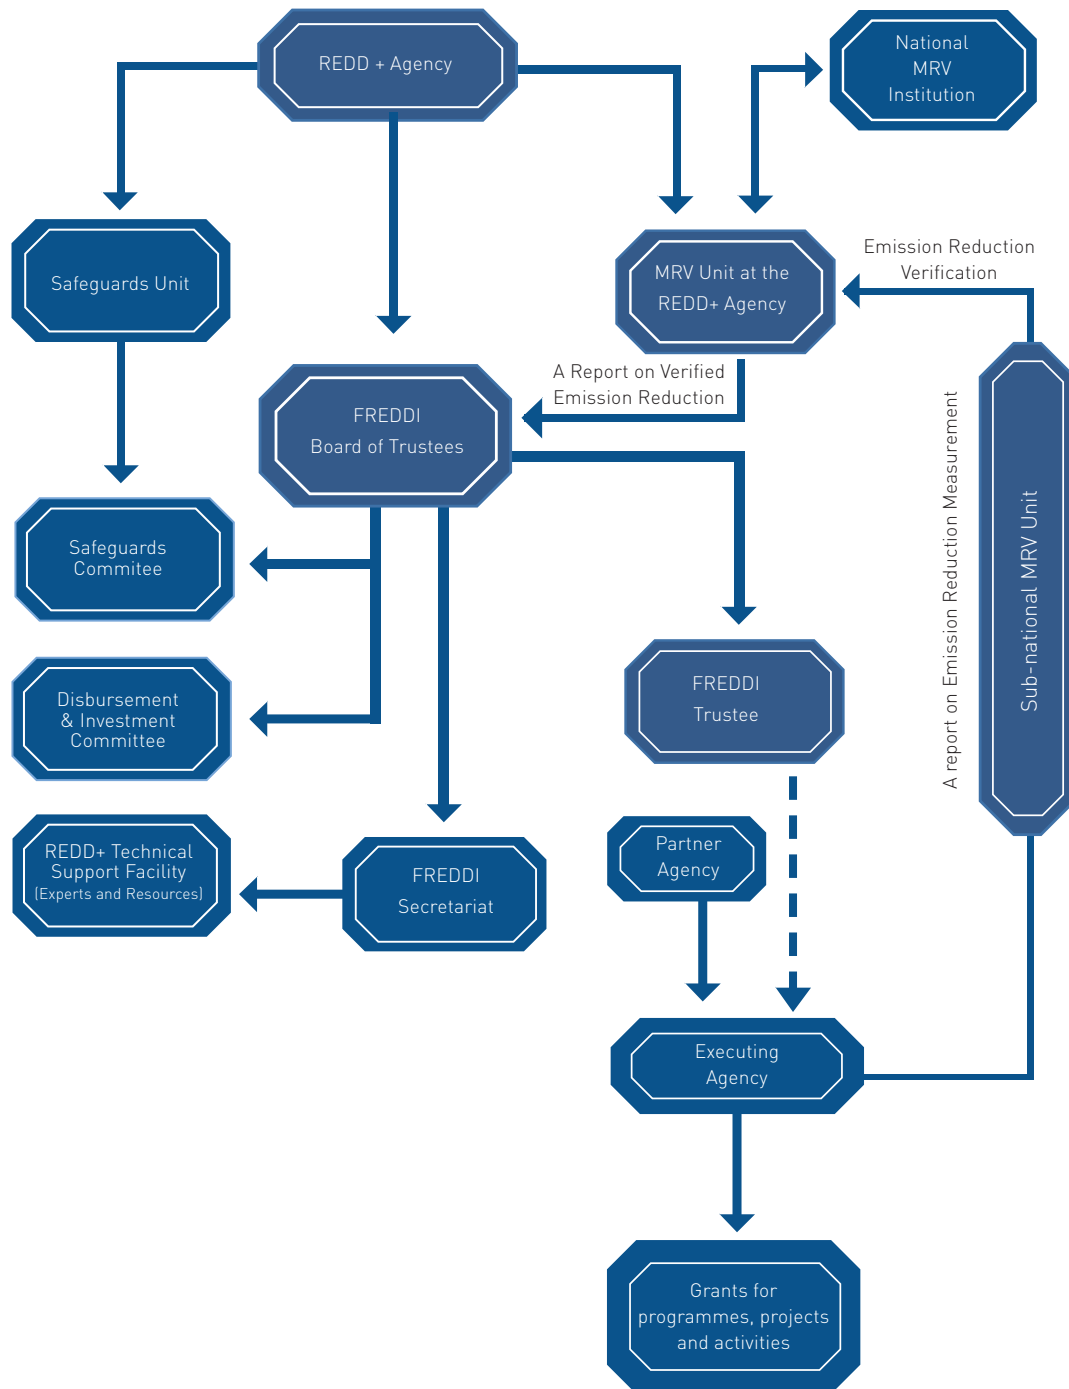 REDD + Agency
National
MRV
Institution
Safeguards Unit
MRV Unit at the
REDD+ Agency
Emission Reduction
Verification
A Report on Verified
Emission Reduction
FREDDI
Board of Trustees
A report on Emission Reduction Measurement
Sub-national MRV Unit
Safeguards
Commitee
Disbursement
& Investment
Committee
FREDDI
Trustee
REDD+ Technical
Support Facility
(Experts and Resources)
FREDDI
Secretariat
Partner
Agency
Executing
Agency
Grants for
programmes, projects
and activities